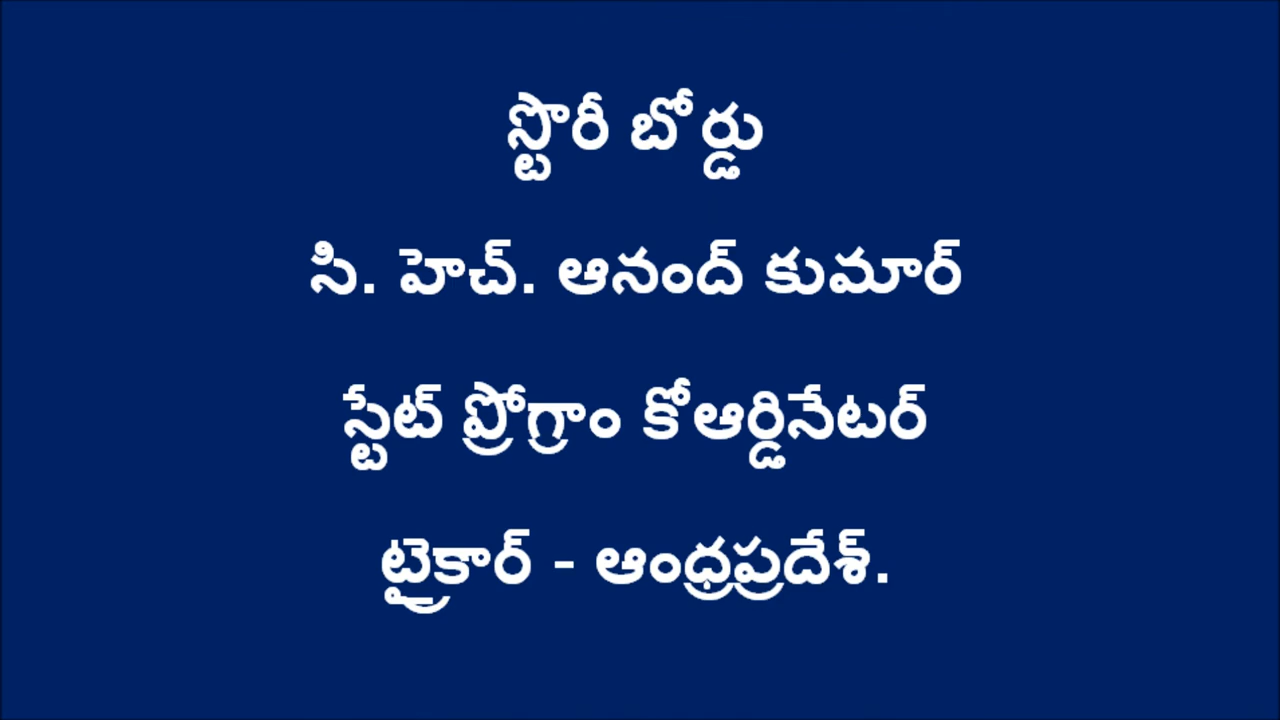 స్టొరీ బోర్డు
సి. హెచ్. ఆనంద్ కుమార్
స్టేట్ ప్రోగ్రాం కోఆర్డినేటర్
ట్రైకార్ - ఆంధ్రప్రదేశ్.